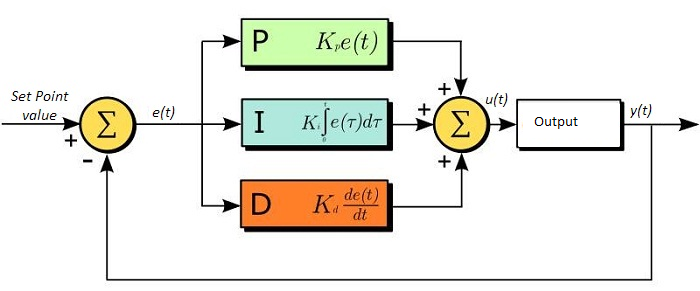 P K_p e(t)
Set Point
value
e(t)
u(t)
y(t)
Σ
+
-
I K_i ∫_0^t e(τ)dτ
+
+
+
Σ
Output
D K_d de(t)/dt